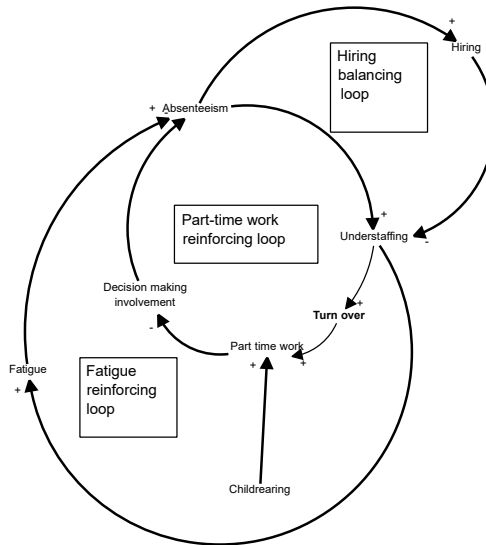 +
Hiring
Hiring
balancing
loop
+ - Absenteeism
Part-time work
reinforcing loop
+
Understaffing
-
Decision making
involvement
+
Turn over
-
Part time work
+
+
Fatigue
+
Fatigue
reinforcing
loop
Childrearing